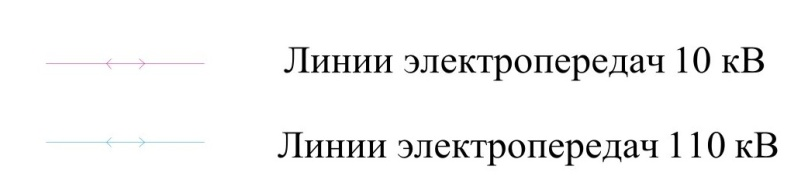 Линии электропередач 10 кВ
Линии электропередач 110 кВ